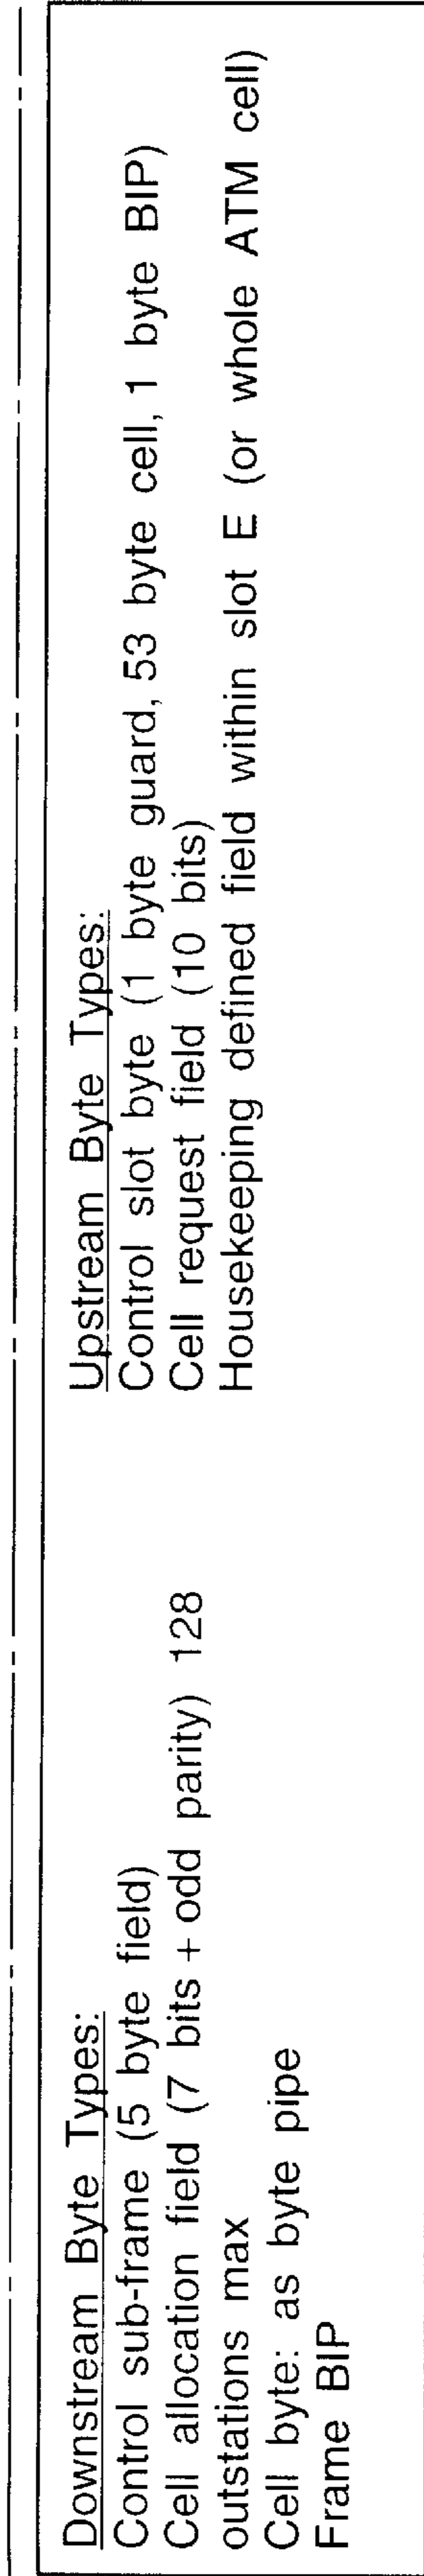 Downstream Byte Types:
Control sub-frame (5 byte field)
Cell allocation field (7 bits + odd parity) 128
outstations max
Cell byte: as byte pipe
Frame BIP
Upstream Byte Types:
Control slot byte (1 byte guard, 53 byte cell, 1 byte BIP)
Cell request field (10 bits)
Housekeeping defined field within slot E (or whole ATM cell)